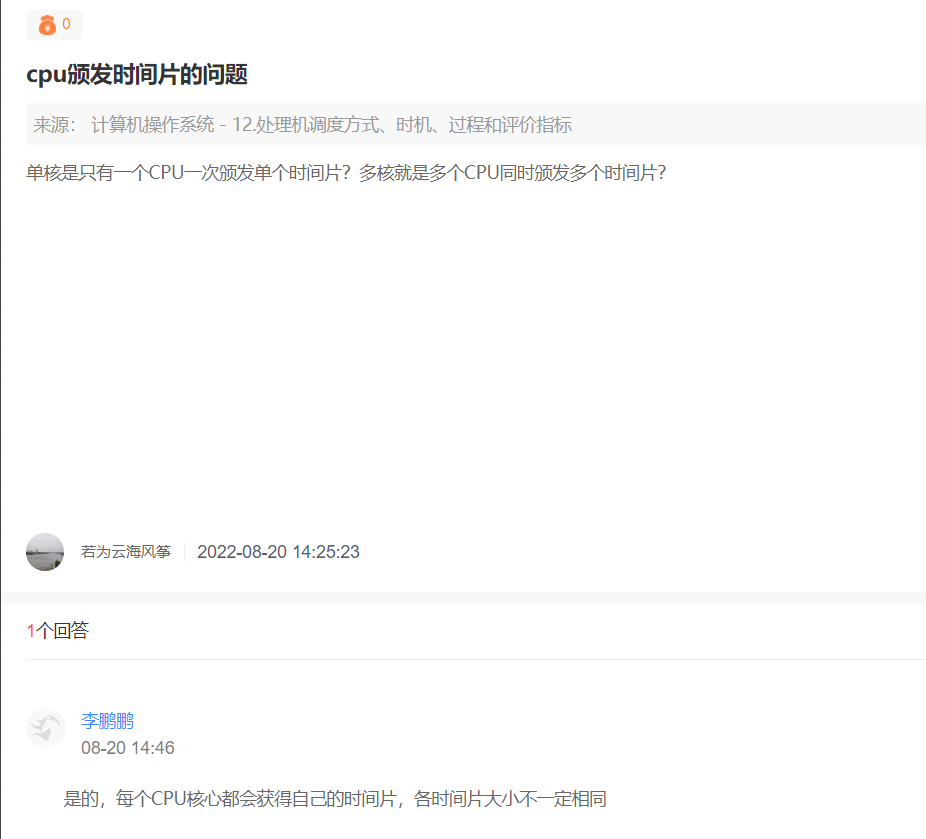 0
cpu颁发时间片的问题
来源： 计算机操作系统 - 12.处理机调度方式、时机、过程和评价指标
单核是只有一个CPU一次颁发单个时间片？多核就是多个CPU同时颁发多个时间片？
若为云海风筝 2022-08-20 14:25:23
1个回答
李鹏鹏
08-20 14:46
是的，每个CPU核心都会获得自己的时间片，各时间片大小不一定相同